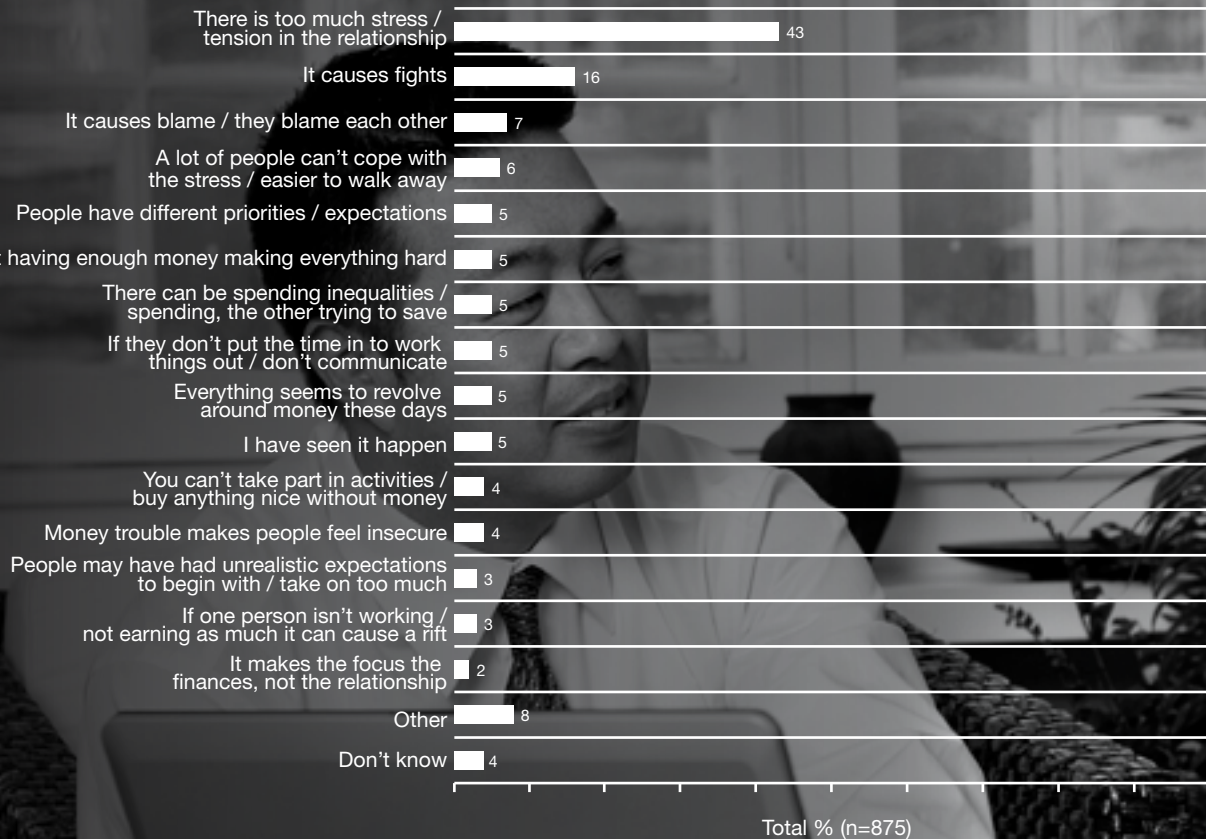 There is too much stress /
tension in the relationship
43
It causes fights
16
It causes blame / they blame each other
7
A lot of people can't cope with
the stress / easier to walk away
6
People have different priorities / expectations
5
having enough money making everything hard
5
There can be spending inequalities /
spending, the other trying to save
5
If they don't put the time in to work
things out / don't communicate
5
Everything seems to revolve
around money these days
5
I have seen it happen
5
You can't take part in activities /
buy anything nice without money
4
Money trouble makes people feel insecure
4
People may have had unrealistic expectations
to begin with / take on too much
3
If one person isn't working /
not earning as much it can cause a rift
3
It makes the focus the
finances, not the relationship
2
Other
8
Don't know
4
Total % (n=875)